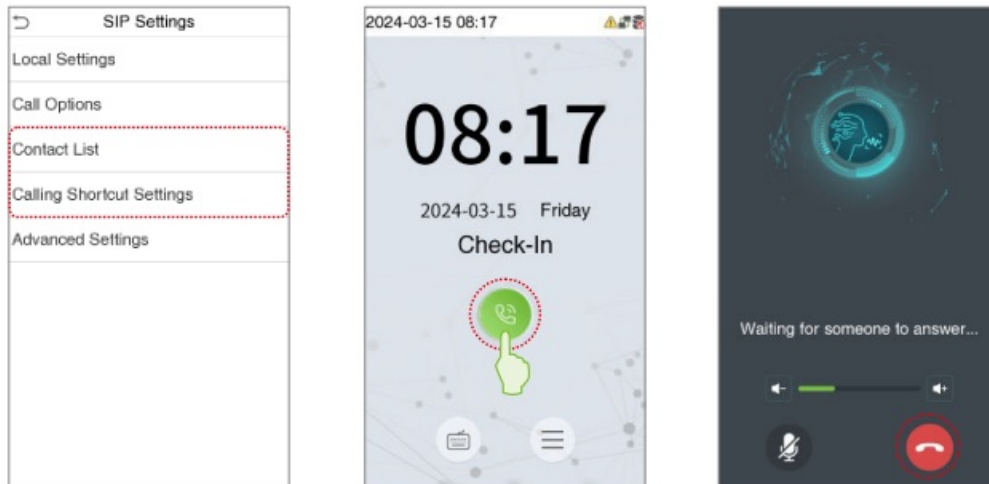 SIP Settings
Local Settings
Call Options
Contact List
Calling Shortcut Settings
Advanced Settings
2024-03-15 08:17
08:17
2024-03-15 Friday
Check-In
Waiting for someone to answer...